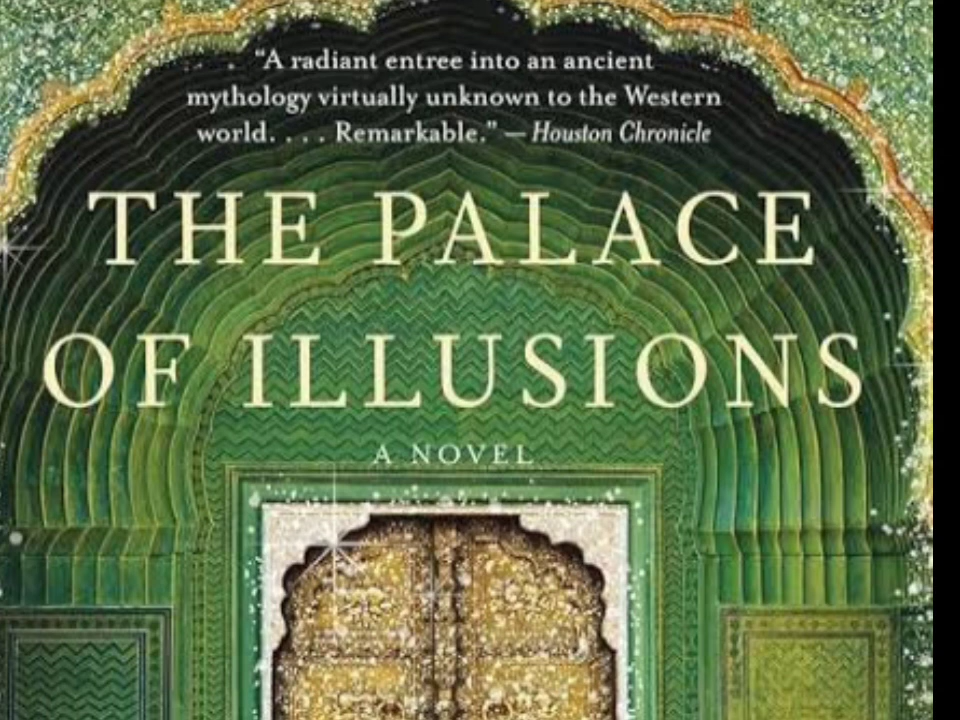 “A radiant entree into an ancient
mythology virtually unknown to the Western
world. . . . Remarkable.” — Houston Chronicle
THE PALACE
OF ILLUSIONS
A NOVEL